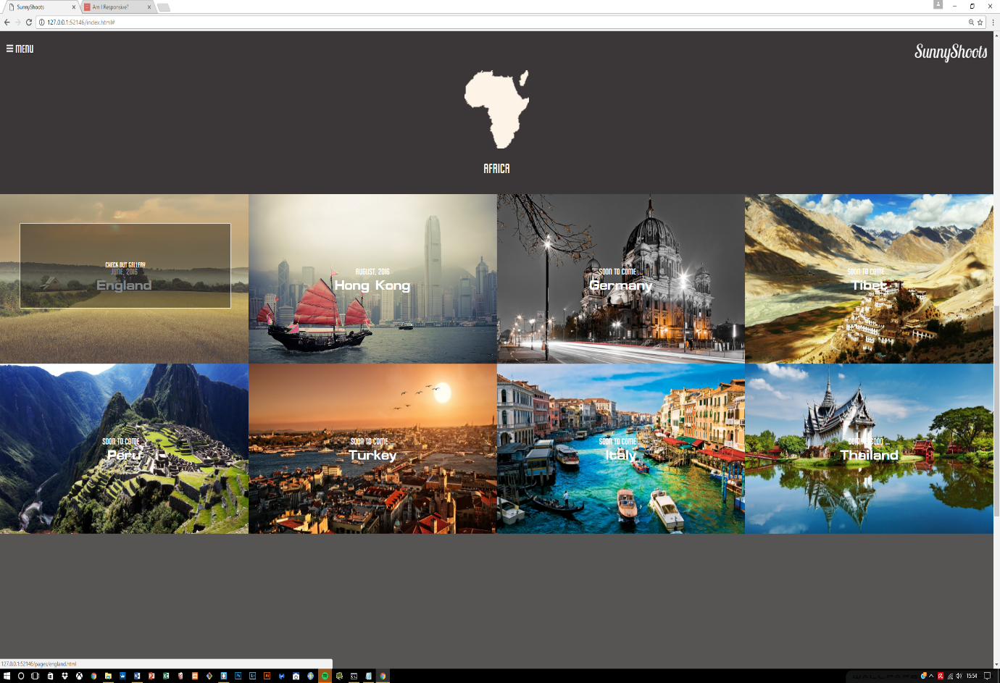 SunnyShoots
Am I Responsive?
127.0.0.1:52146/index.html#
MENU
SunnyShoots
AFRICA
CHECK OUT GALLERY
JUNE, 2016
England
AUGUST, 2016
Hong Kong
SOON TO COME ...
Germany
SOON TO COME ...
Tibet
SOON TO COME ...
Peru
SOON TO COME ...
Turkey
SOON TO COME ...
Italy
SOON ...
Thailand
127.0.0.1:52146/pages/england.html
15:54